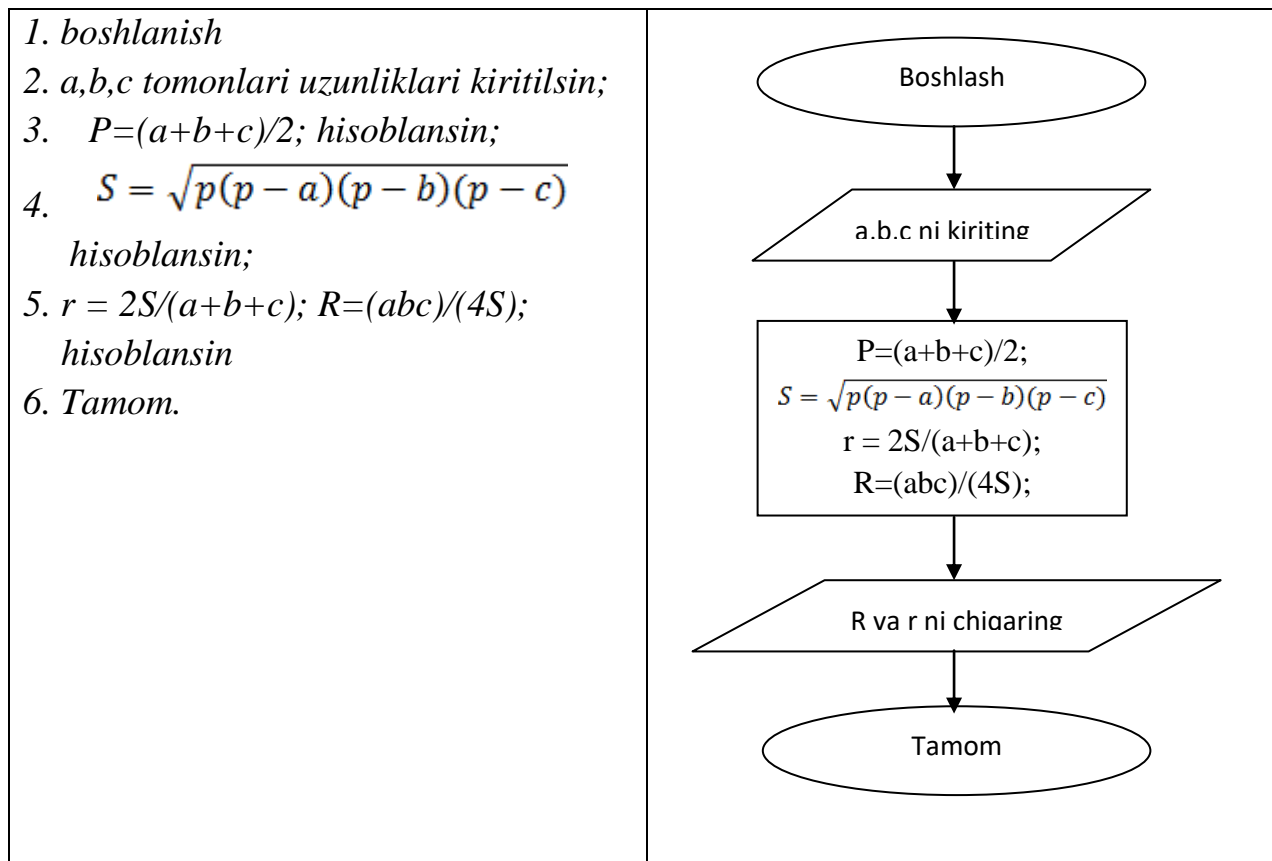 1. boshlanish
2. a,b,c tomonlari uzunliklari kiritilsin;
3. P=(a+b+c)/2; hisoblansin;
4. S = √p(p − a)(p − b)(p − c)
hisoblansin;
5. r = 2S/(a+b+c); R=(abc)/(4S);
hisoblansin
6. Tamom.
Boshlash
a,b,c ni kiriting
P=(a+b+c)/2;
S = √p(p − a)(p − b)(p − c)
r = 2S/(a+b+c);
R=(abc)/(4S);
R va r ni chiqaring
Tamom